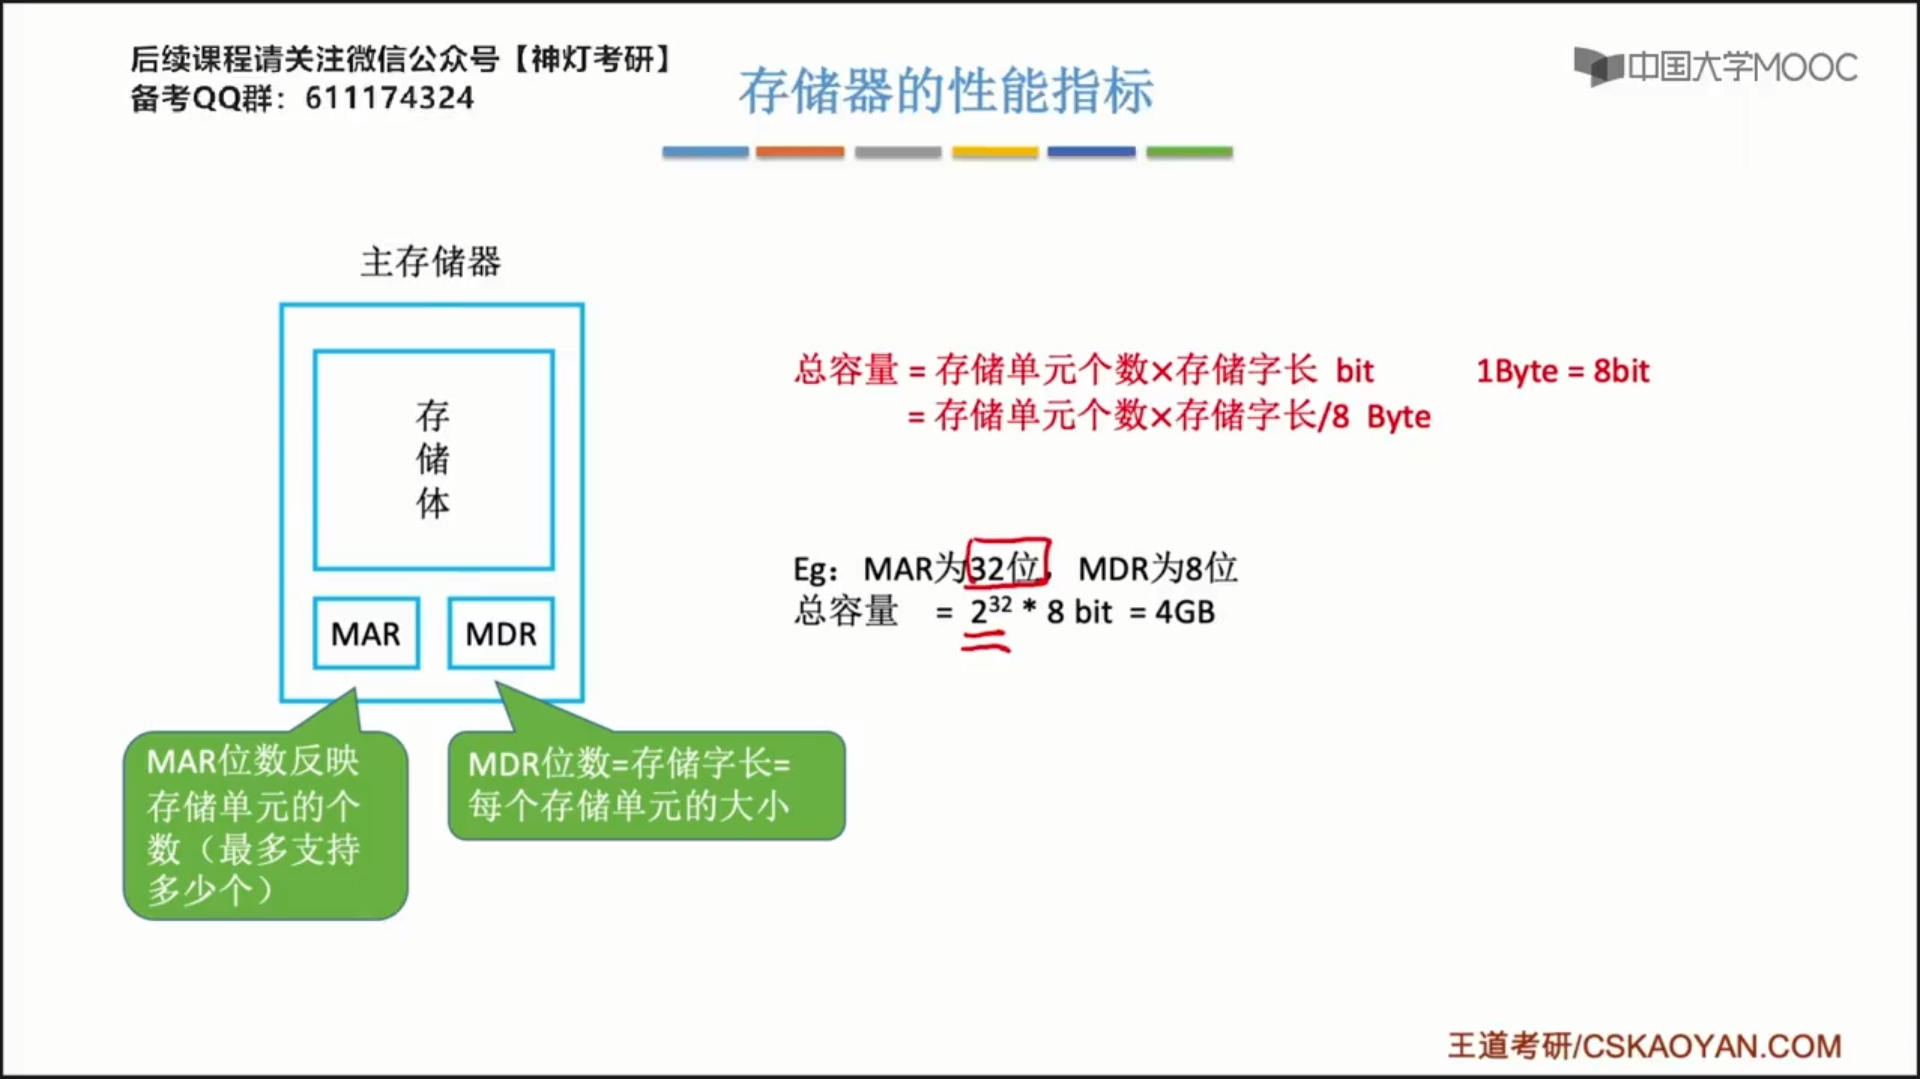 后续课程请关注微信公众号【神灯考研】
备考QQ群：611174324
中国大学MOOC
存储器的性能指标
主存储器
存
储
体
MAR
MDR
MAR位数反映
存储单元的个
数（最多支持
多少个）
MDR位数=存储字长=
每个存储单元的大小
总容量 = 存储单元个数×存储字长 bit 1Byte = 8bit
= 存储单元个数×存储字长/8 Byte
Eg：MAR为32位，MDR为8位
总容量 = 2³² * 8 bit = 4GB
王道考研/CSKAOYAN.COM